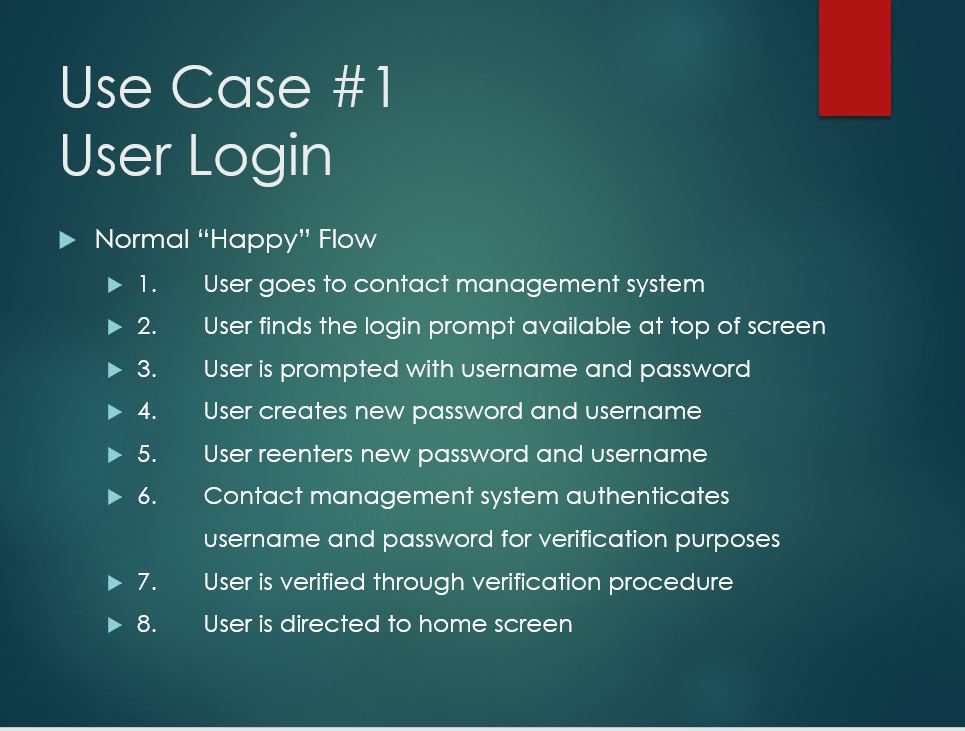 Use Case #1
User Login
Normal “Happy” Flow
1. User goes to contact management system
2. User finds the login prompt available at top of screen
3. User is prompted with username and password
4. User creates new password and username
5. User reenters new password and username
6. Contact management system authenticates
username and password for verification purposes
7. User is verified through verification procedure
8. User is directed to home screen